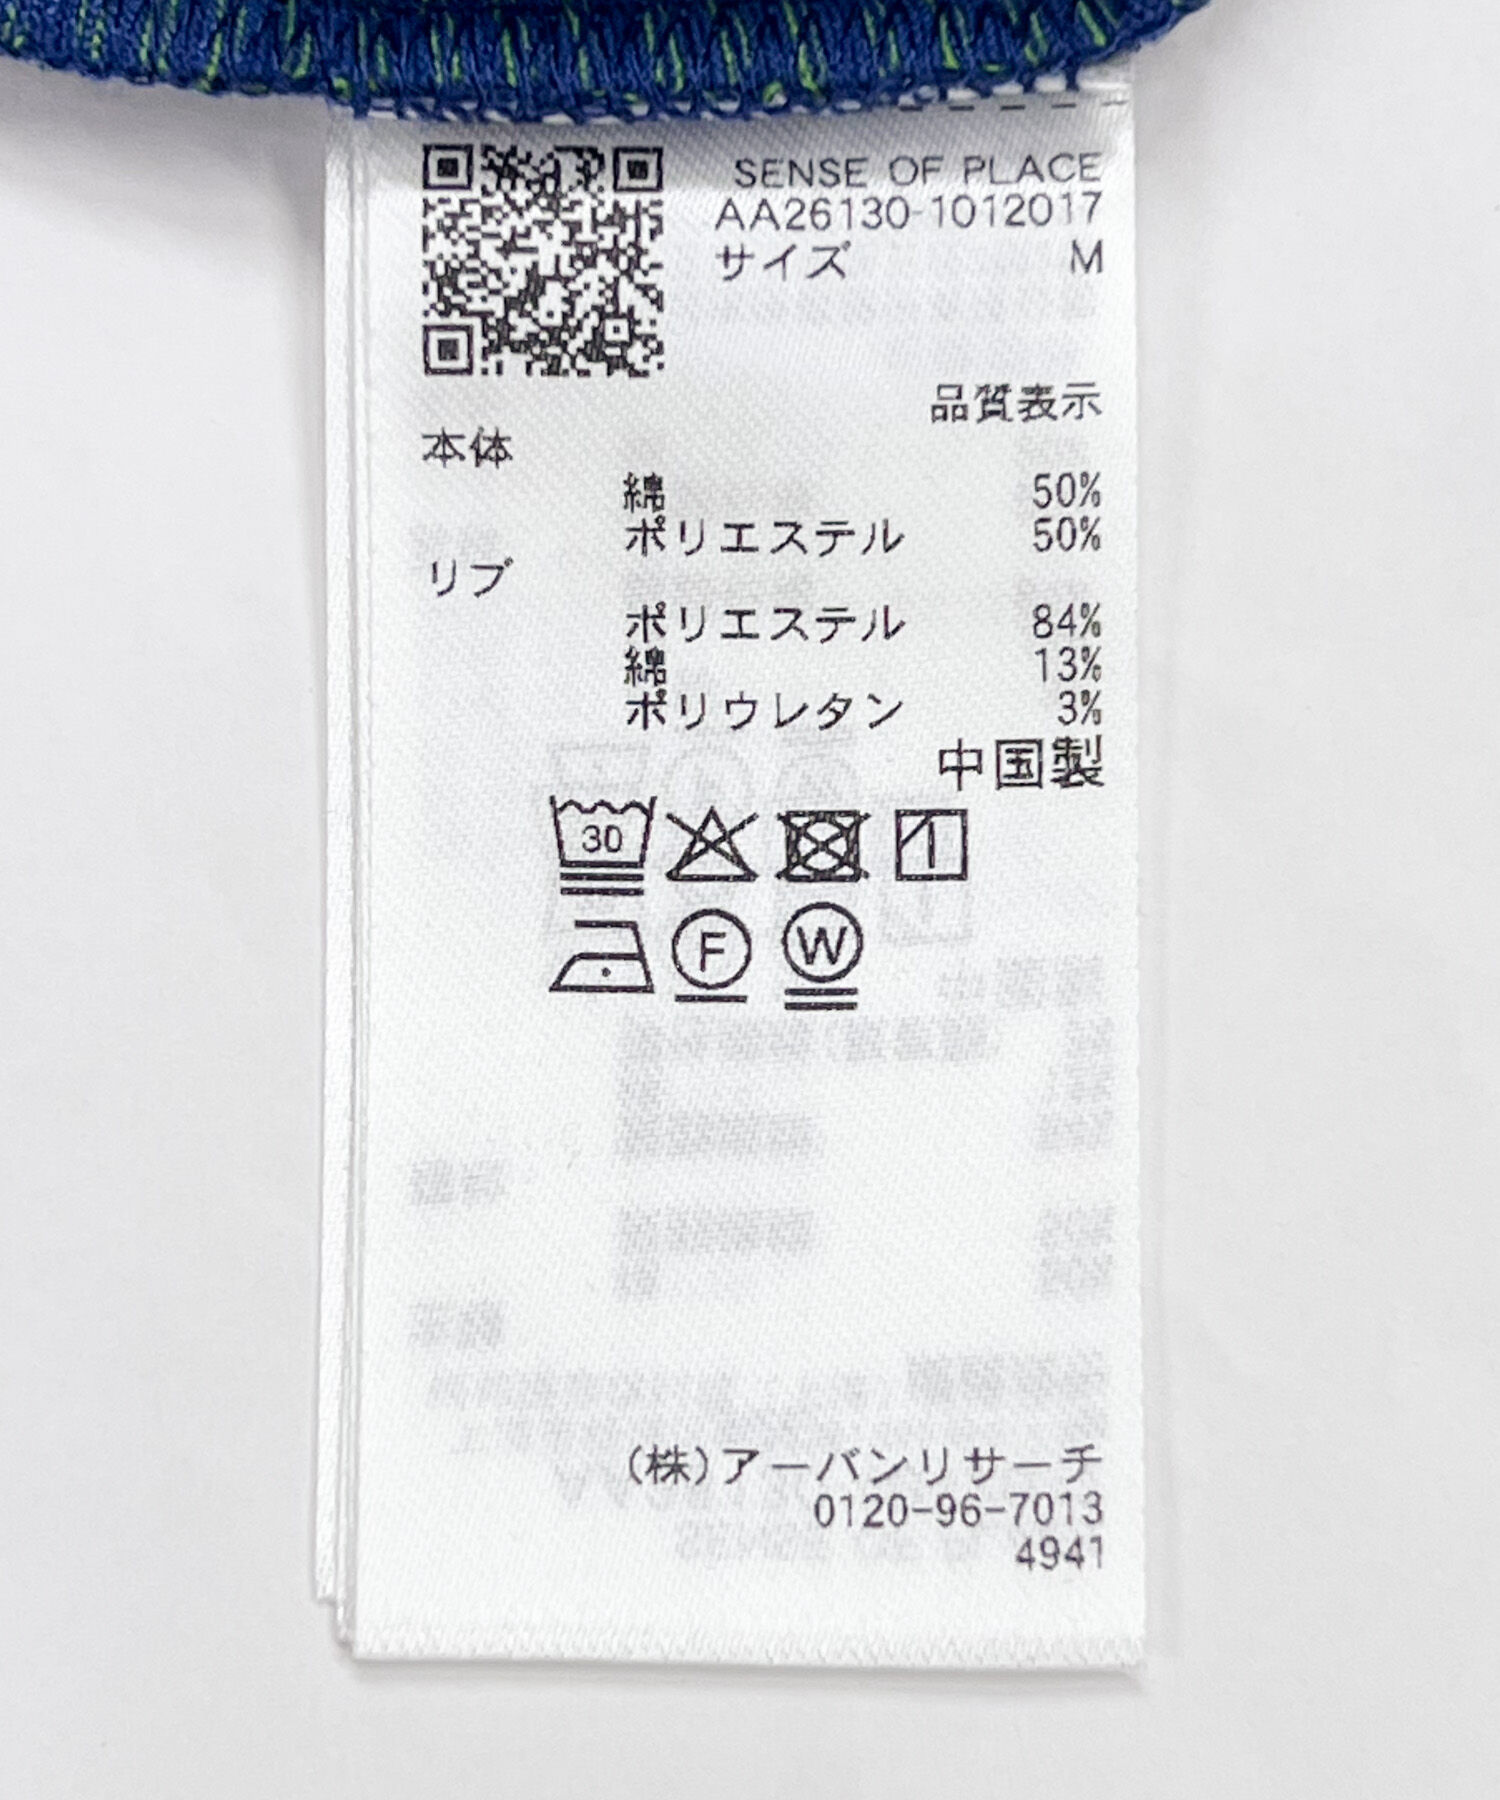 SENSE OF PLACE
AA26130-1012017
サイズ M
品質表示
本体
綿 50%
ポリエステル 50%
リブ
ポリエステル 84%
綿 13%
ポリウレタン 3%
中国製
30
F W
(株)アーバンリサーチ
0120-96-7013
4941